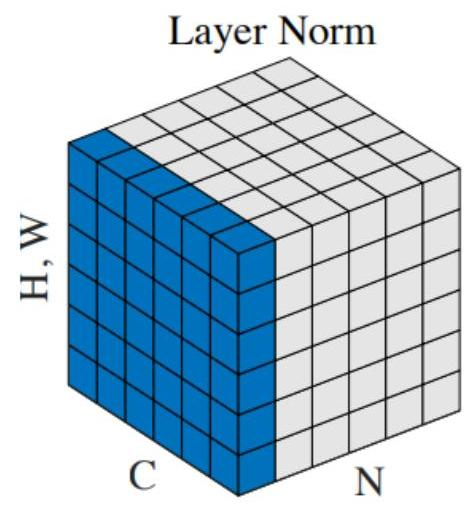 Layer Norm
H, W
C
N